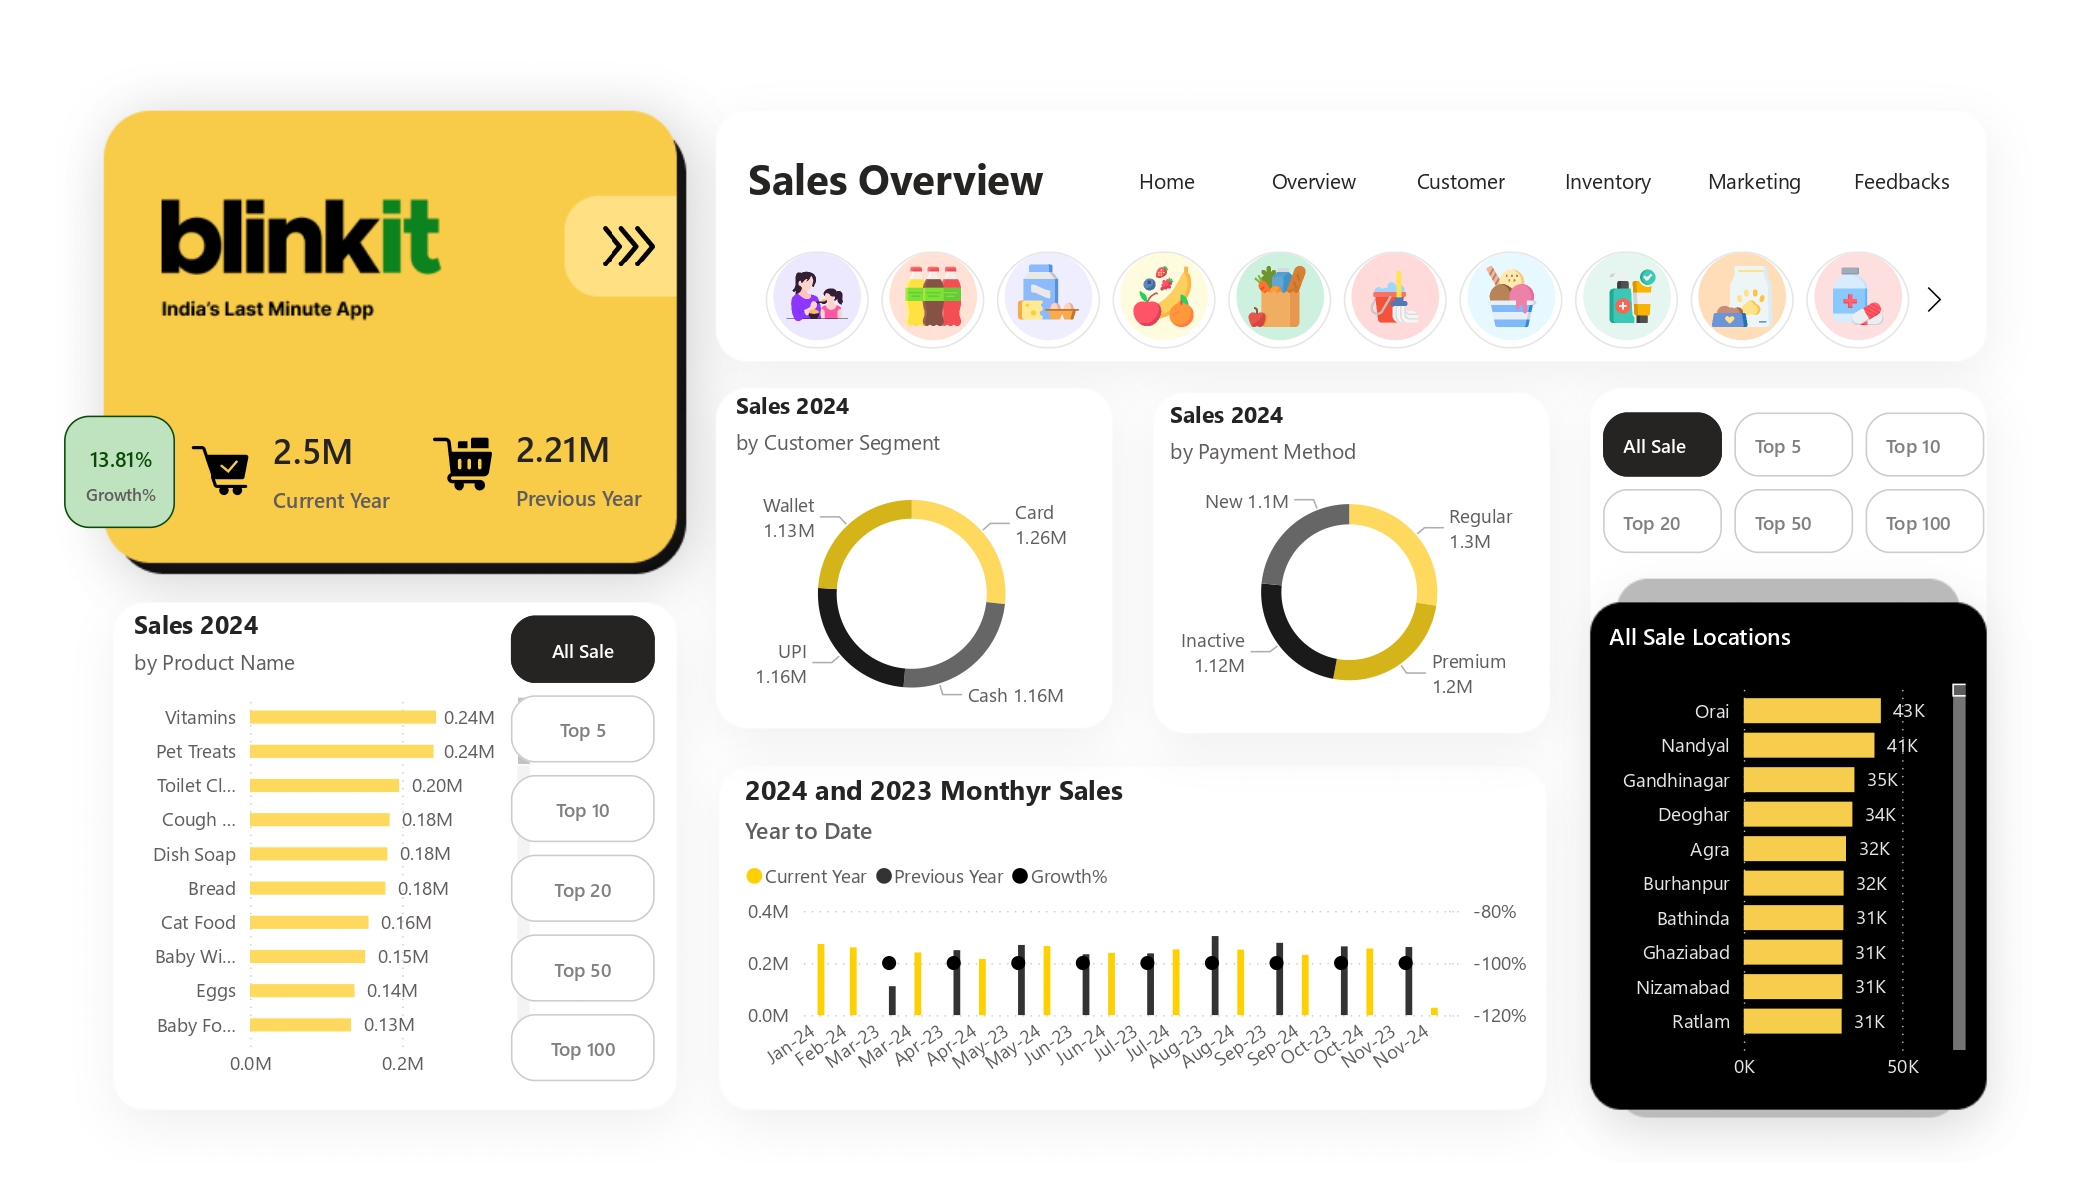 blinkit
India's Last Minute App
13.81%
Growth%
2.5M
Current Year
2.21M
Previous Year
Sales Overview
Home
Overview
Customer
Inventory
Marketing
Feedbacks
Sales 2024
by Customer Segment
Wallet
1.13M
Card
1.26M
UPI
1.16M
Cash 1.16M
Sales 2024
by Payment Method
New 1.1M
Regular
1.3M
Inactive
1.12M
Premium
1.2M
All Sale
Top 5
Top 10
Top 20
Top 50
Top 100
Sales 2024
by Product Name
All Sale
Top 5
Top 10
Top 20
Top 50
Top 100
Vitamins 0.24M
Pet Treats 0.24M
Toilet Cl... 0.20M
Cough ... 0.18M
Dish Soap 0.18M
Bread 0.18M
Cat Food 0.16M
Baby Wi... 0.15M
Eggs 0.14M
Baby Fo... 0.13M
0.0M 0.2M
2024 and 2023 Monthyr Sales
Year to Date
Current Year Previous Year Growth%
0.4M -80%
0.2M -100%
0.0M -120%
Jan-24 Feb-24 Mar-23 Mar-24 Apr-23 Apr-24 May-23 May-24 Jun-23 Jun-24 Jul-23 Jul-24 Aug-23 Aug-24 Sep-23 Sep-24 Oct-23 Oct-24 Nov-23 Nov-24
All Sale Locations
Orai 43K
Nandyal 41K
Gandhinagar 35K
Deoghar 34K
Agra 32K
Burhanpur 32K
Bathinda 31K
Ghaziabad 31K
Nizamabad 31K
Ratlam 31K
0K 50K